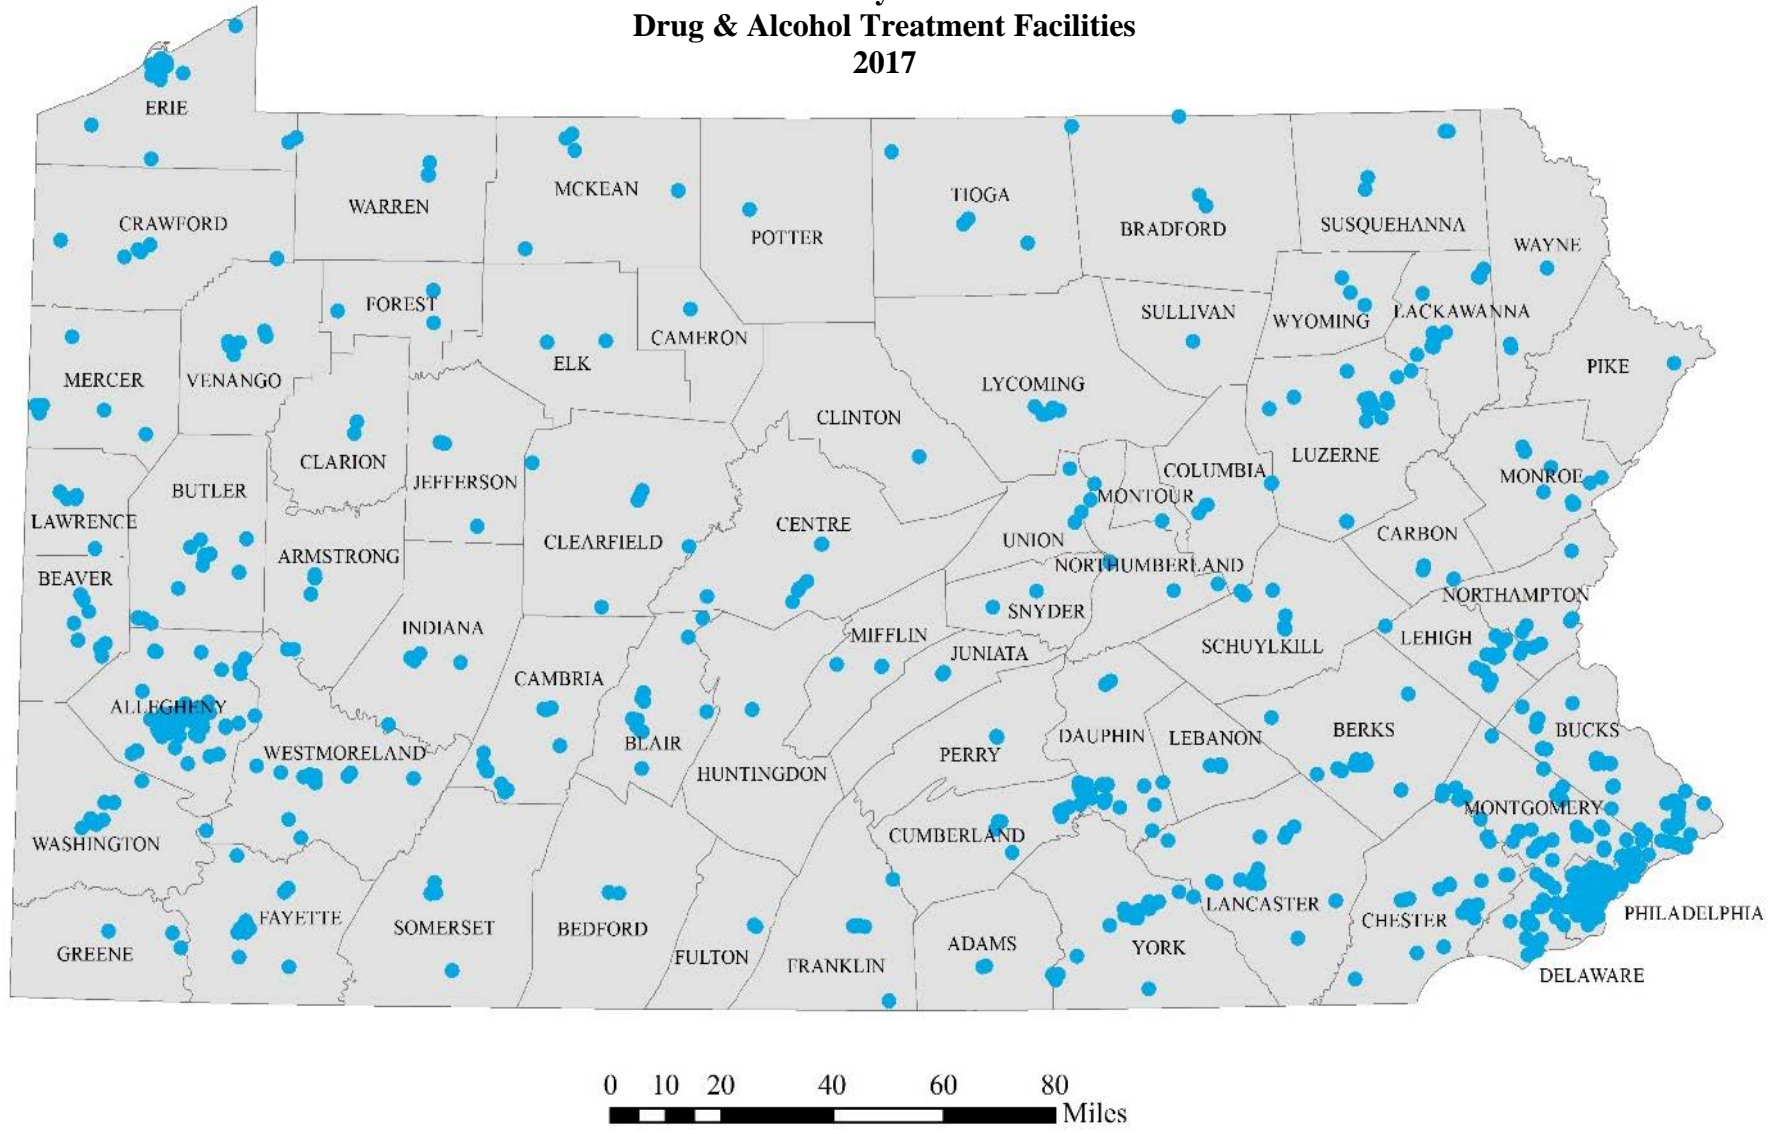 Drug & Alcohol Treatment Facilities
2017
ERIE
CRAWFORD
WARREN
MCKEAN
POTTER
TIOGA
BRADFORD
SUSQUEHANNA
WAYNE
FOREST
CAMERON
SULLIVAN
WYOMING
LACKAWANNA
MERCER
VENANGO
ELK
LYCOMING
PIKE
CLINTON
CLARION
JEFFERSON
LUZERNE
COLUMBIA
MONROE
BUTLER
MONTOUR
LAWRENCE
CENTRE
CLEARFIELD
UNION
CARBON
ARMSTRONG
NORTHUMBERLAND
BEAVER
NORTHAMPTON
SNYDER
INDIANA
MIFFLIN
LEHIGH
SCHUYLKILL
JUNIATA
CAMBRIA
ALLEGHENY
BLAIR
DAUPHIN
LEBANON
BERKS
BUCKS
WESTMORELAND
PERRY
HUNTINGDON
MONTGOMERY
WASHINGTON
CUMBERLAND
LANCASTER
FAYETTE
SOMERSET
BEDFORD
CHESTER
PHILADELPHIA
GREENE
FULTON
FRANKLIN
ADAMS
YORK
DELAWARE
0 10 20 40 60 80
Miles